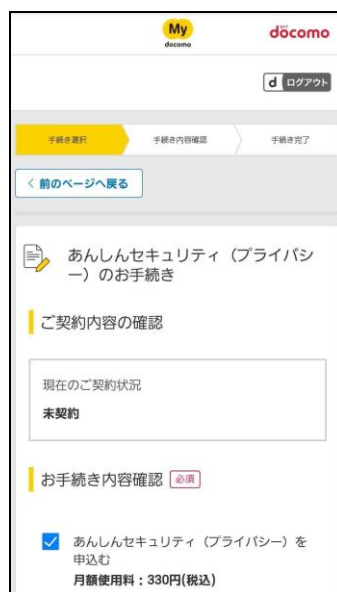 My
docomo
döcomo
d ログアウト
手続き選択
手続き内容確認
手続き完了
< 前のページへ戻る
あんしんセキュリティ（プライバシ
ー）のお手続き
ご契約内容の確認
現在のご契約状況
未契約
お手続き内容確認 必須
あんしんセキュリティ（プライバシー）を
申込む
月額使用料：330円(税込)